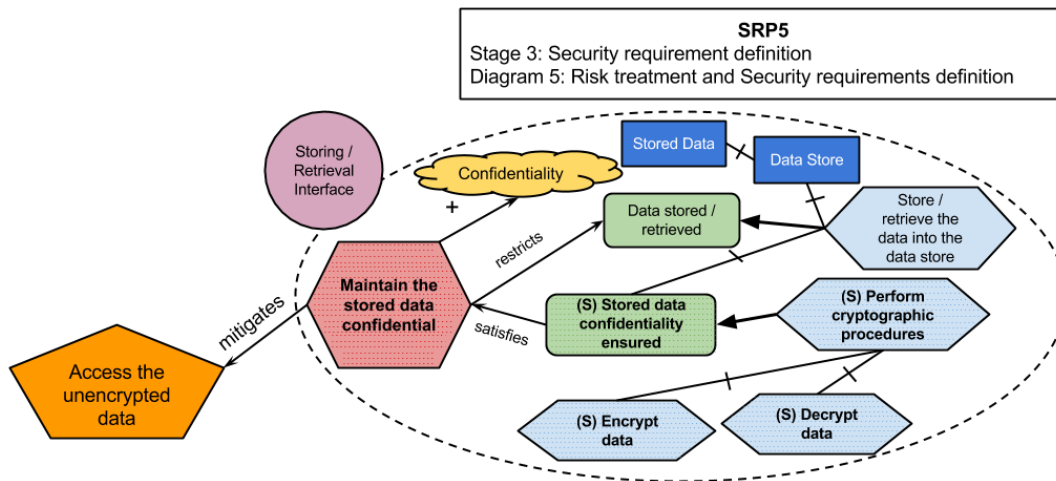 SRP5
Stage 3: Security requirement definition
Diagram 5: Risk treatment and Security requirements definition
Storing /
Retrieval
Interface
Confidentiality
+
Stored Data
Data Store
Data stored /
retrieved
Store /
retrieve the
data into the
data store
restricts
Maintain the
stored data
confidential
satisfies
(S) Stored data
confidentiality
ensured
(S) Perform
cryptographic
procedures
mitigates
Access the
unencrypted
data
(S) Encrypt
data
(S) Decrypt
data